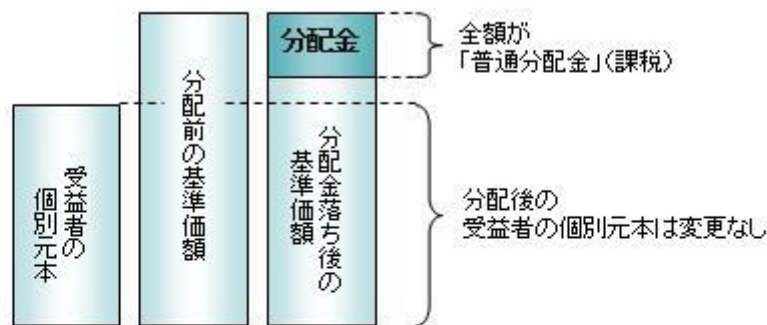 受益者の
個別元本
分配前の基準価額
分配金
分配金落ち後の
基準価額
全額が
「普通分配金」(課税)
分配後の
受益者の個別元本は変更なし